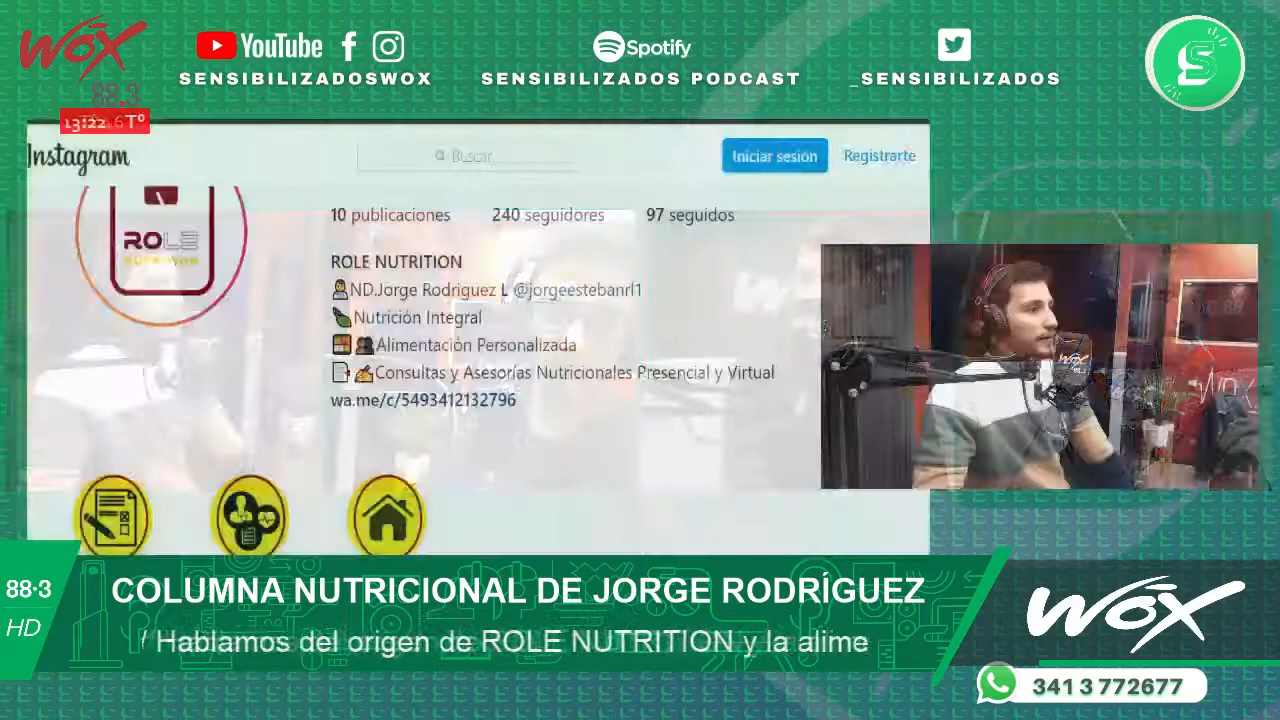 WOX
88.3
YouTube
SENSIBILIZADOSWOX
Spotify
SENSIBILIZADOS PODCAST
_SENSIBILIZADOS
S
Instagram
Buscar
Iniciar sesión
Registrarte
ROLE
NUTRITION
10 publicaciones
240 seguidores
97 seguidos
ROLE NUTRITION
ND.Jorge Rodriguez L @jorgeestebanrl1
Nutrición Integral
Alimentación Personalizada
Consultas y Asesorías Nutricionales Presencial y Virtual
wa.me/c/5493412132796
WOX
88·3
HD
COLUMNA NUTRICIONAL DE JORGE RODRÍGUEZ
/ Hablamos del origen de ROLE NUTRITION y la alime
WOX
341 3 772677